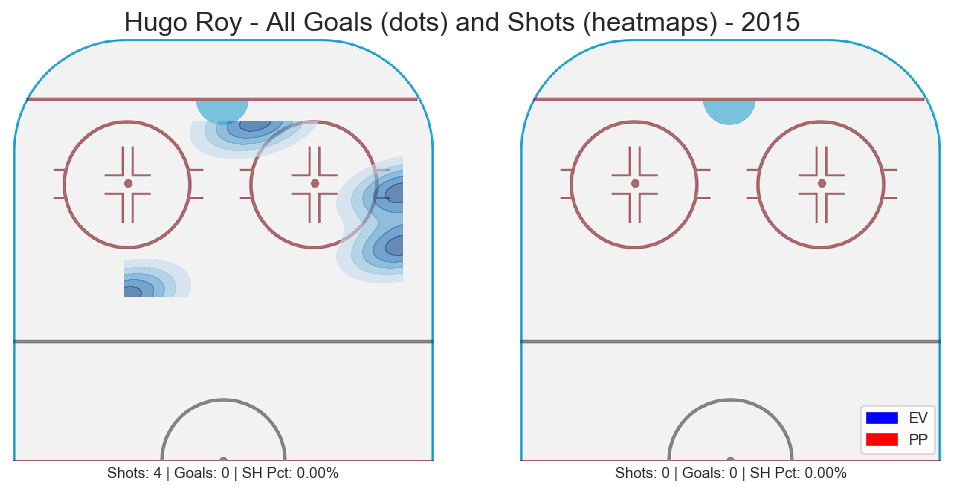 Hugo Roy - All Goals (dots) and Shots (heatmaps) - 2015
EV
PP
Shots: 4 | Goals: 0 | SH Pct: 0.00%
Shots: 0 | Goals: 0 | SH Pct: 0.00%